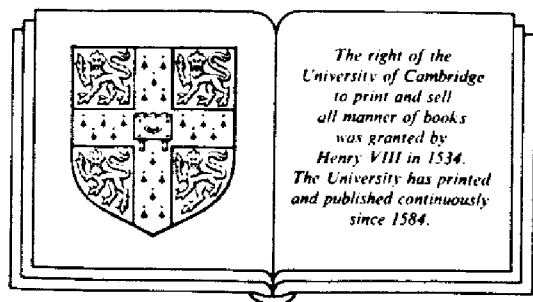 The right of the
University of Cambridge
to print and sell
all manner of books
was granted by
Henry VIII in 1534.
The University has printed
and published continuously
since 1584.